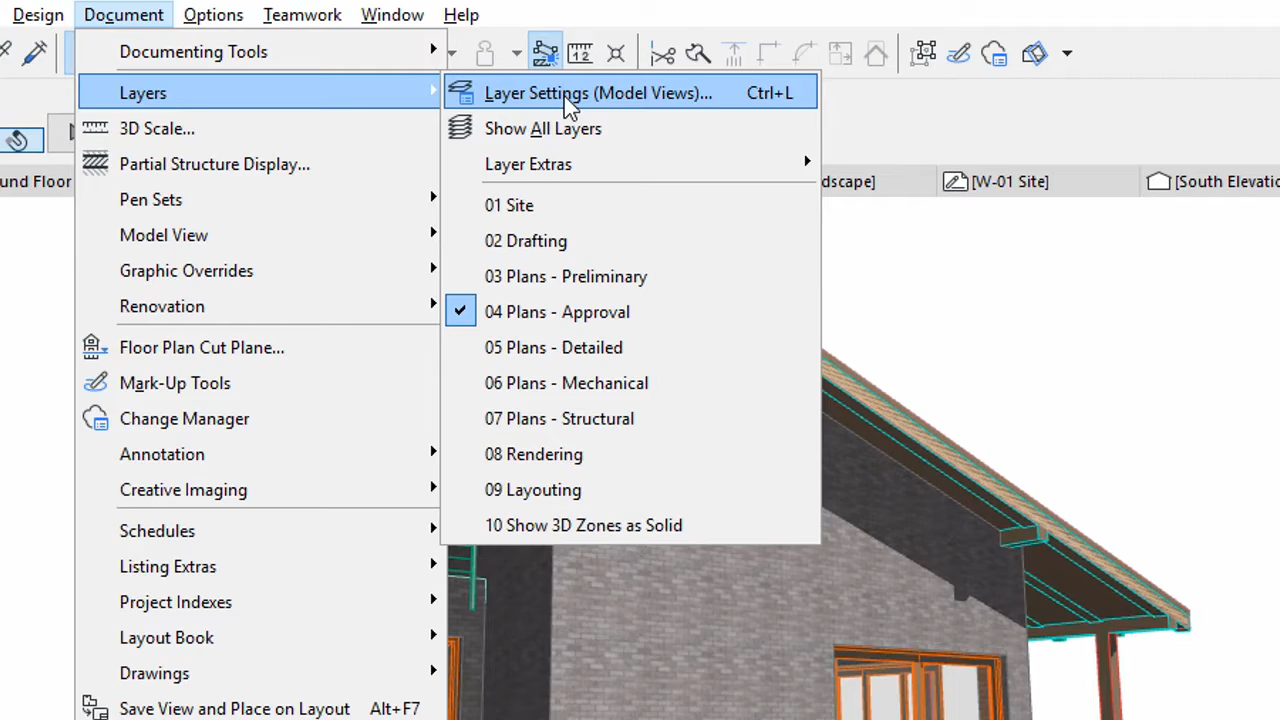 Design Document Options Teamwork Window Help
Documenting Tools
Layers
3D Scale...
Partial Structure Display...
Pen Sets
Model View
Graphic Overrides
Renovation
Floor Plan Cut Plane...
Mark-Up Tools
Change Manager
Annotation
Creative Imaging
Schedules
Listing Extras
Project Indexes
Layout Book
Drawings
Save View and Place on Layout Alt+F7
Layer Settings (Model Views)... Ctrl+L
Show All Layers
Layer Extras
01 Site
02 Drafting
03 Plans - Preliminary
04 Plans - Approval
05 Plans - Detailed
06 Plans - Mechanical
07 Plans - Structural
08 Rendering
09 Layouting
10 Show 3D Zones as Solid
12
und Floor
dscape] [W-01 Site] [South Elevatio